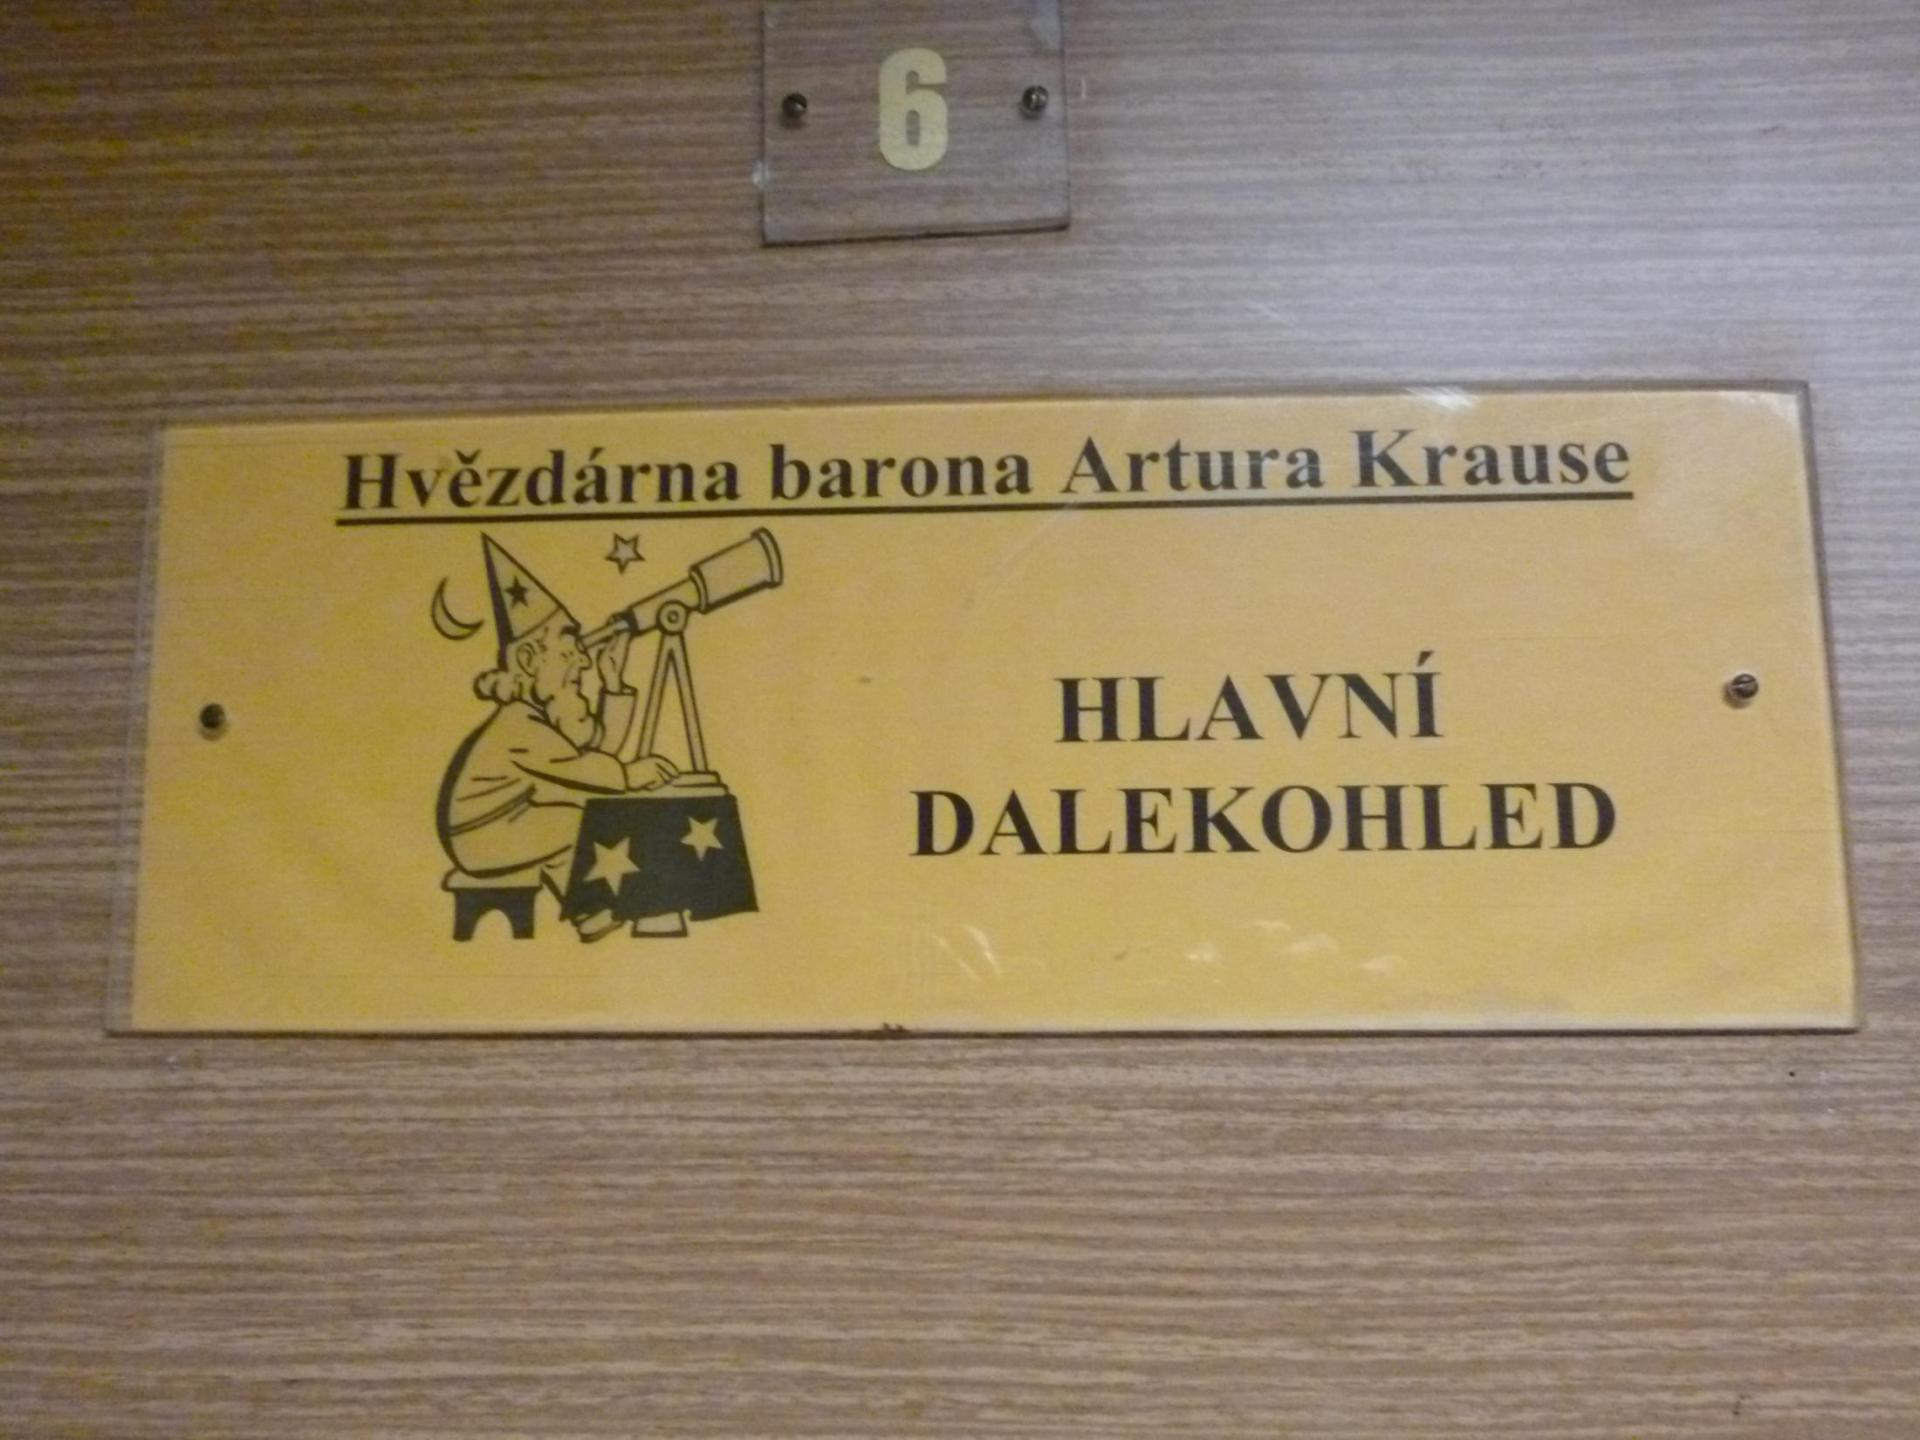 6
Hvězdárna barona Artura Krause
HLAVNÍ
DALEKOHLED